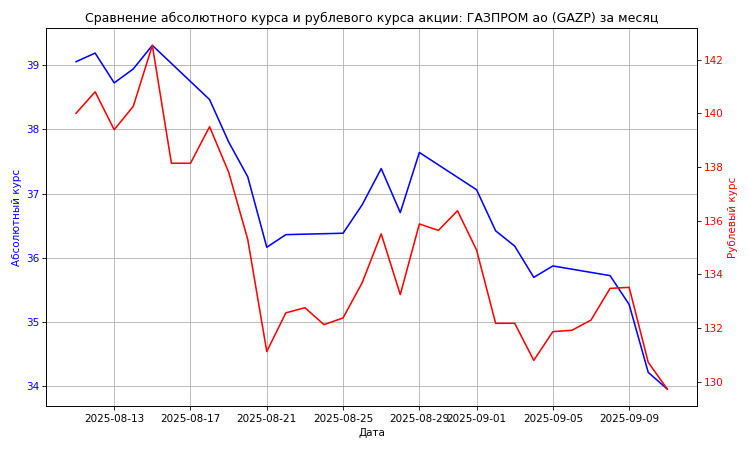 Сравнение абсолютного курса и рублевого курса акции: ГАЗПРОМ ао (GAZP) за месяц
39
38
37
36
35
34
Абсолютный курс
142
140
138
136
134
132
130
Рублевый курс
2025-08-13 2025-08-17 2025-08-21 2025-08-25 2025-08-29 2025-09-01 2025-09-05 2025-09-09
Дата